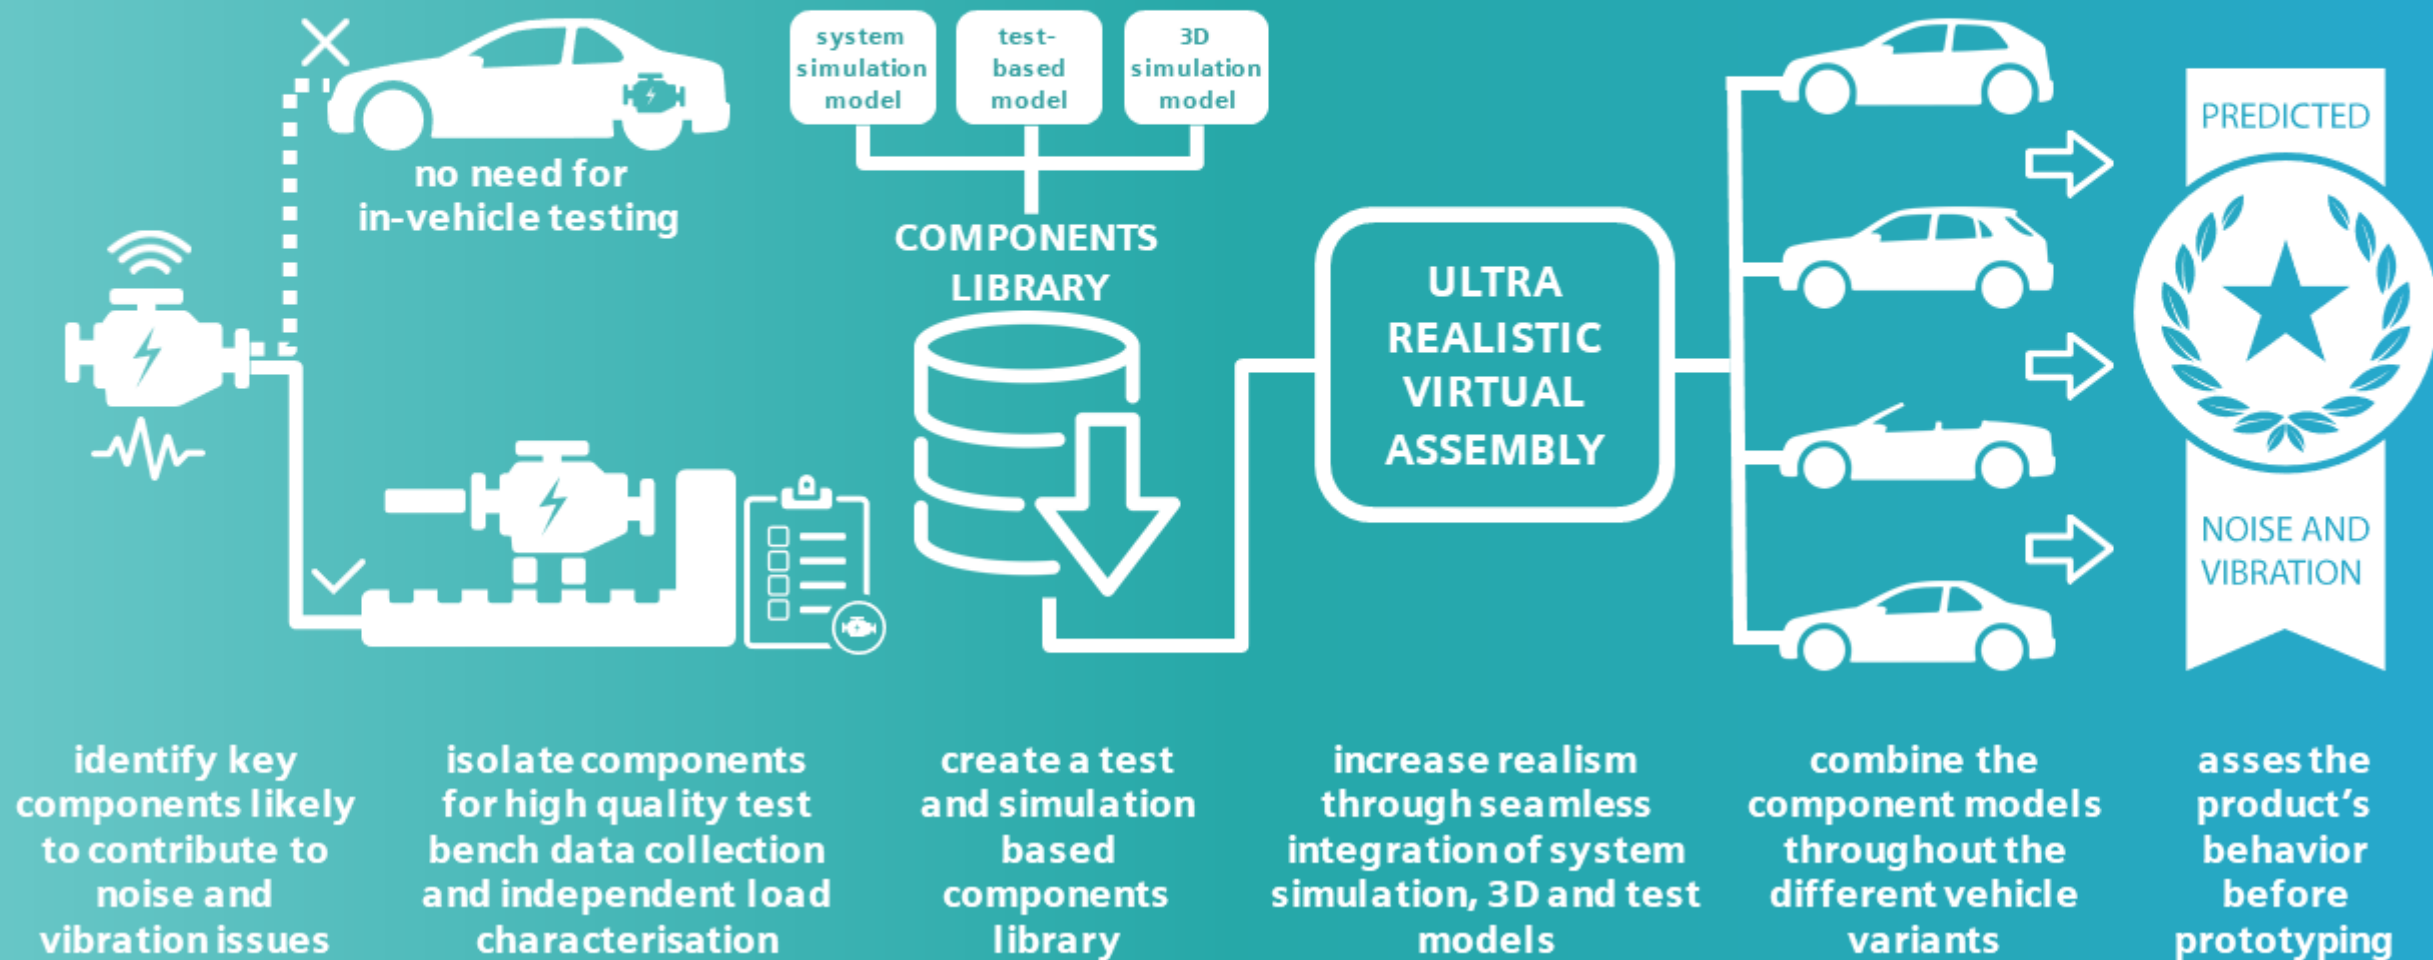 no need for
in-vehicle testing
system
simulation
model
test-
based
model
3D
simulation
model
COMPONENTS
LIBRARY
ULTRA
REALISTIC
VIRTUAL
ASSEMBLY
PREDICTED
NOISE AND
VIBRATION
identify key
components likely
to contribute to
noise and
vibration issues
isolate components
for high quality test
bench data collection
and independent load
characterisation
create a test
and simulation
based
components
library
increase realism
through seamless
integration of system
simulation, 3D and test
models
combine the
component models
throughout the
different vehicle
variants
asses the
product's
behavior
before
prototyping